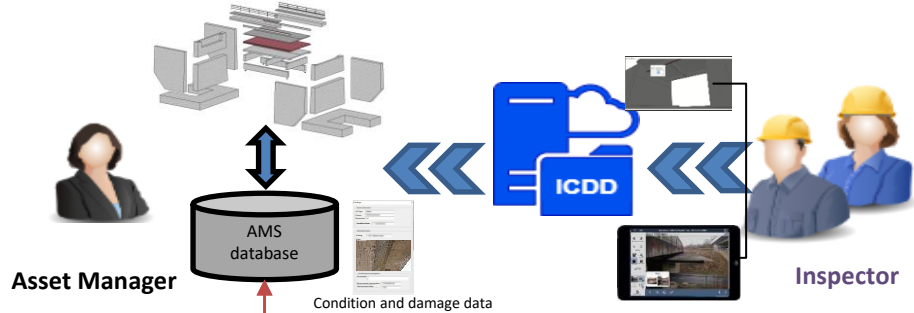 ICDD
AMS
database
Asset Manager
Condition and damage data
Inspector